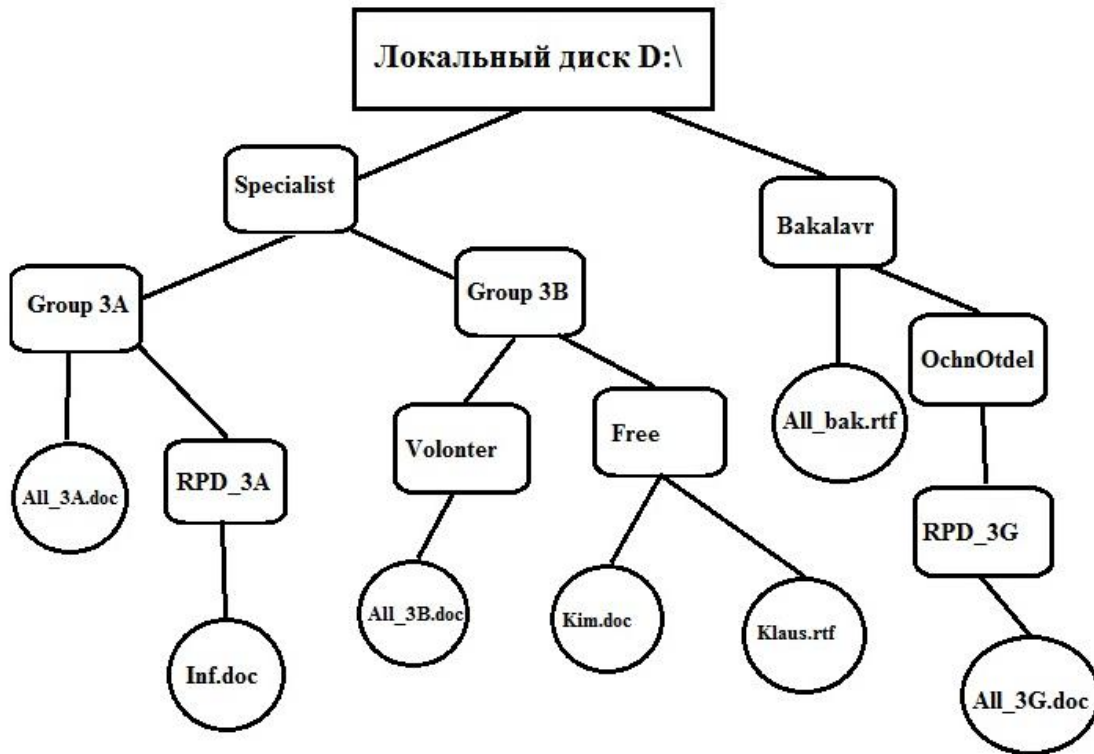 Локальный диск D:\
Specialist
Bakalavr
Group 3A
Group 3B
OchnOtdel
All_bak.rtf
Volonter
Free
RPD_3A
All_3A.doc
RPD_3G
All_3B.doc
Kim.doc
Klaus.rtf
Inf.doc
All_3G.doc